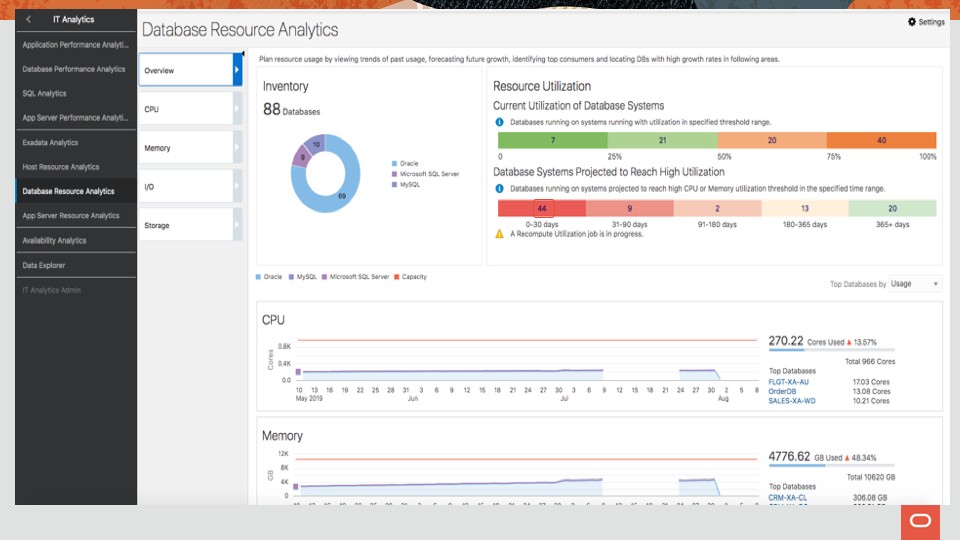 IT Analytics
Application Performance Analyti...
Database Performance Analytics
SQL Analytics
App Server Performance Analyti...
Exadata Analytics
Host Resource Analytics
Database Resource Analytics
App Server Resource Analytics
Availability Analytics
Data Explorer
IT Analytics Admin
Database Resource Analytics
Settings
Overview
CPU
Memory
I/O
Storage
Plan resource usage by viewing trends of past usage, forecasting future growth, identifying top consumers and locating DBs with high growth rates in following areas.
Inventory
88 Databases
10
9
69
Oracle
Microsoft SQL Server
MySQL
Resource Utilization
Current Utilization of Database Systems
Databases running on systems running with utilization in specified threshold range.
7 21 20 40
0 25% 50% 75% 100%
Database Systems Projected to Reach High Utilization
Databases running on systems projected to reach high CPU or Memory utilization threshold in the specified time range.
44 9 2 13 20
0-30 days 31-90 days 91-180 days 180-365 days 365+ days
A Recompute Utilization job is in progress.
Oracle MySQL Microsoft SQL Server Capacity
Top Databases by Usage
CPU
Cores
0.8K
0.4K
0.0
10 13 16 19 22 25 28 31 3 6 9 12 15 18 21 24 27 30 3 6 9 12 15 18 21 24 27 30 2 5 8
May 2019 Jun Jul Aug
270.22 Cores Used 13.57%
Total 966 Cores
Top Databases
FLGT-XA-AU 17.03 Cores
OrderDB 13.08 Cores
SALES-XA-WD 10.21 Cores
Memory
GB
12K
8K
4K
0
4776.62 GB Used 48.34%
Total 10620 GB
Top Databases
CRM-XA-CL 306.08 GB